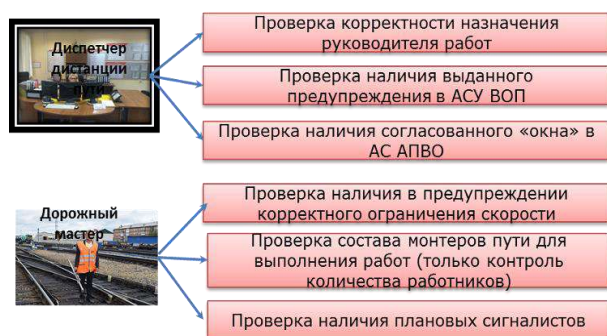 Диспетчер
дистанции
пути
Проверка корректности назначения
руководителя работ
Проверка наличия выданного
предупреждения в АСУ ВОП
Проверка наличия согласованного «окна» в
АС АПВО
Дорожный
мастер
Проверка наличия в предупреждении
корректного ограничения скорости
Проверка состава монтеров пути для
выполнения работ (только контроль
количества работников)
Проверка наличия плановых сигналистов